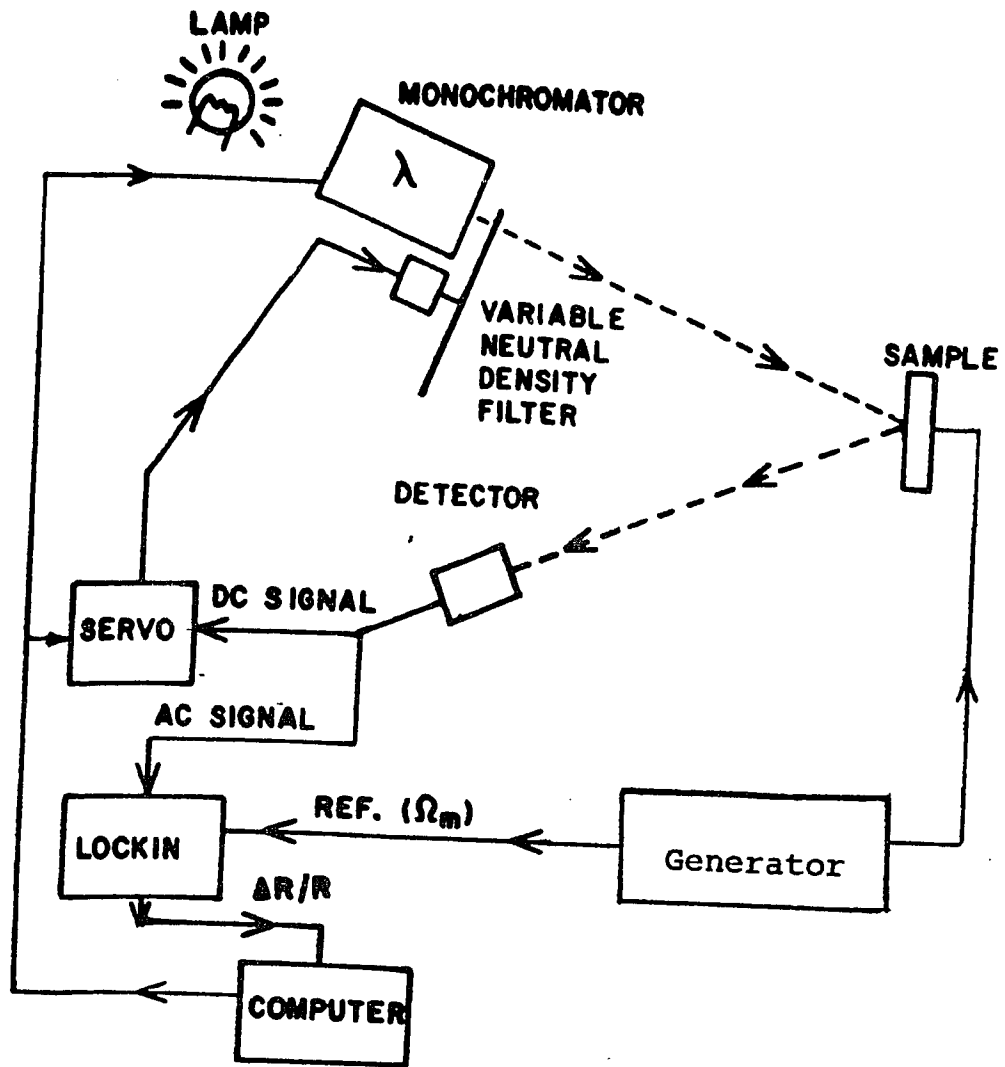 LAMP
MONOCHROMATOR
λ
VARIABLE
NEUTRAL
DENSITY
FILTER
SAMPLE
DETECTOR
DC SIGNAL
SERVO
AC SIGNAL
REF. (Ωm)
LOCKIN
Generator
ΔR/R
COMPUTER